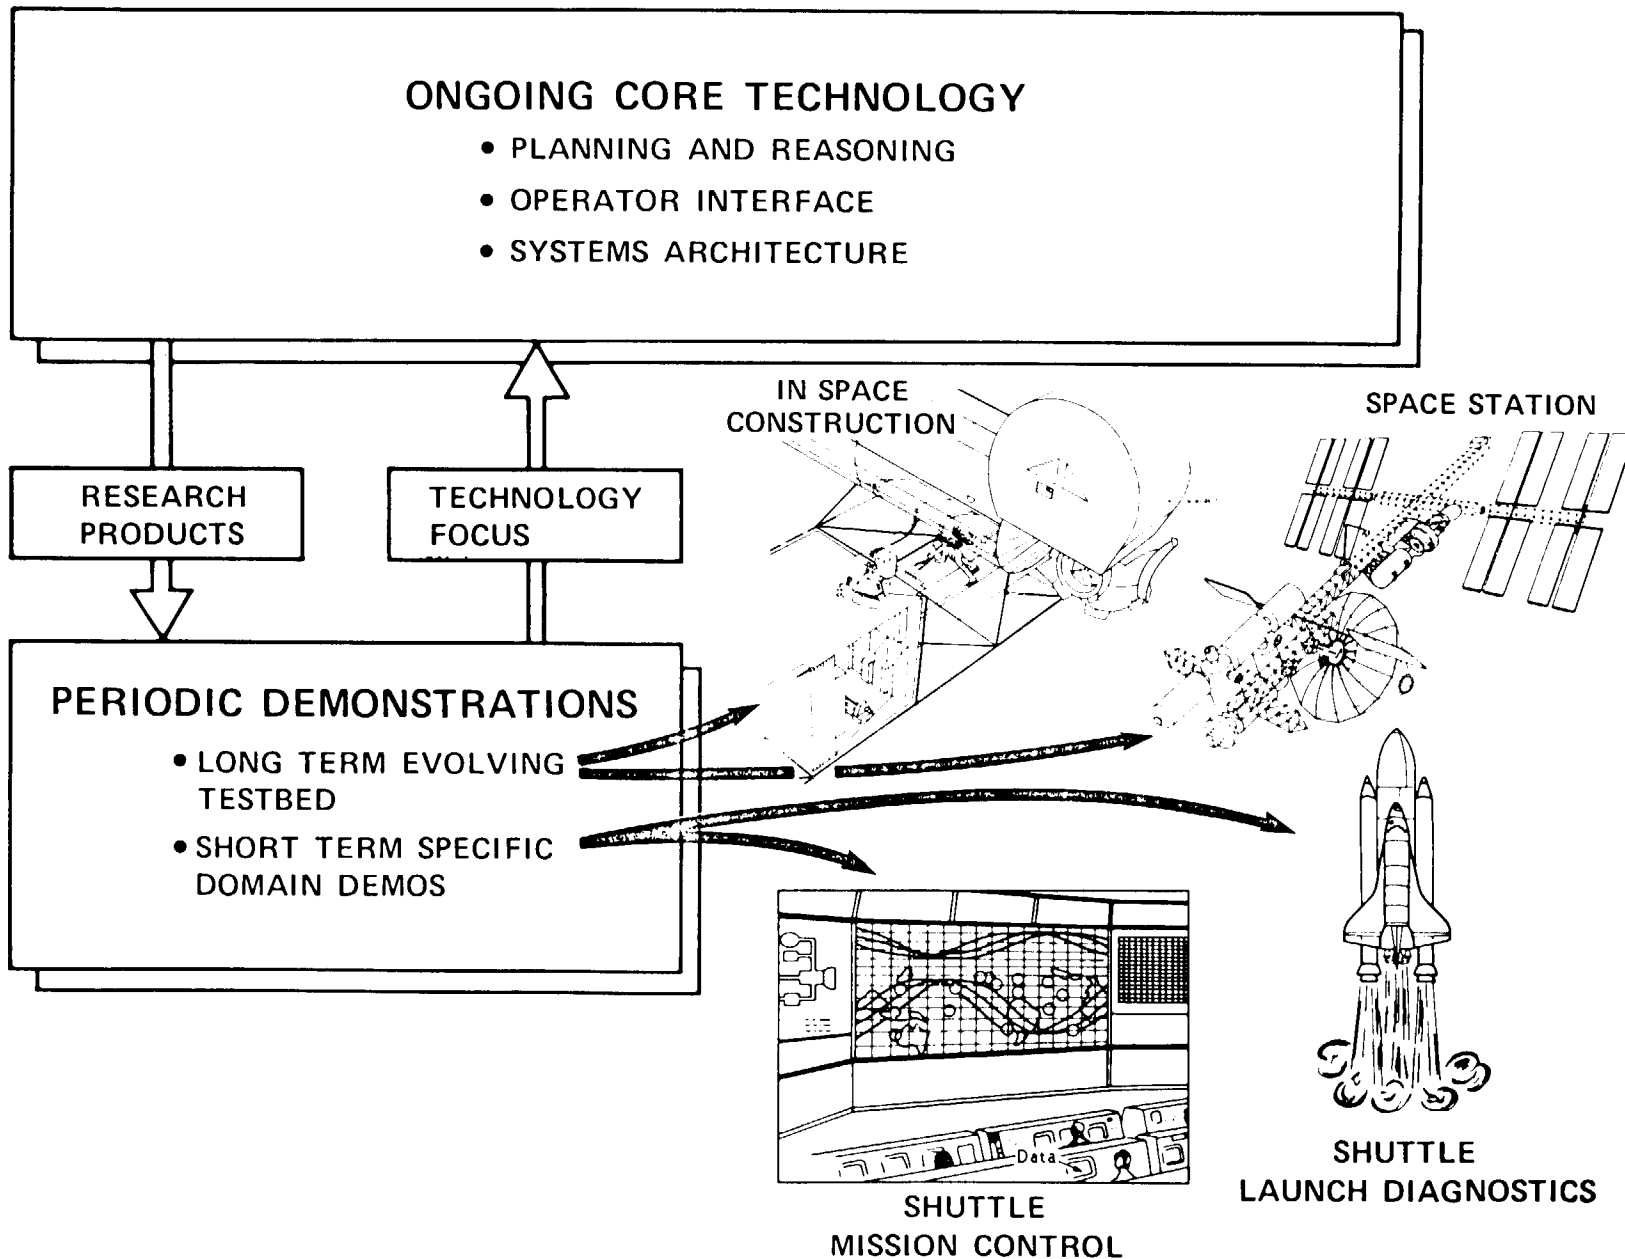 ONGOING CORE TECHNOLOGY
• PLANNING AND REASONING
• OPERATOR INTERFACE
• SYSTEMS ARCHITECTURE
RESEARCH
PRODUCTS
TECHNOLOGY
FOCUS
IN SPACE
CONSTRUCTION
SPACE STATION
PERIODIC DEMONSTRATIONS
• LONG TERM EVOLVING
TESTBED
• SHORT TERM SPECIFIC
DOMAIN DEMOS
Data
SHUTTLE
MISSION CONTROL
SHUTTLE
LAUNCH DIAGNOSTICS